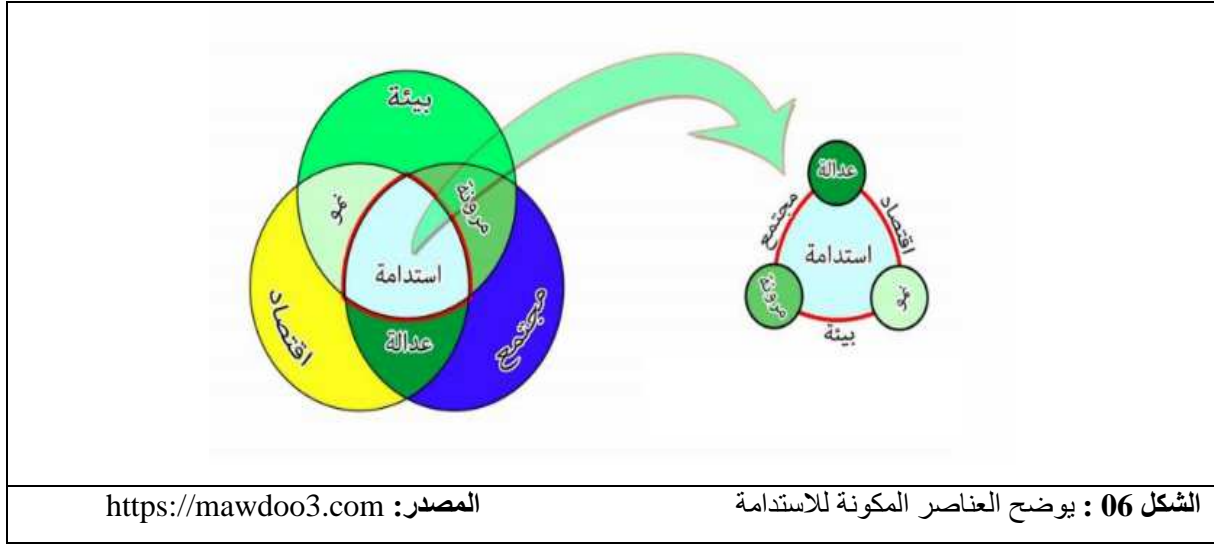 بيئة
نمو
مرونة
استدامة
اقتصاد
مجتمع
عدالة
عدالة
مجتمع
اقتصاد
استدامة
مرونة
نمو
بيئة
الشكل 06 : يوضح العناصر المكونة للاستدامة المصدر: https://mawdoo3.com